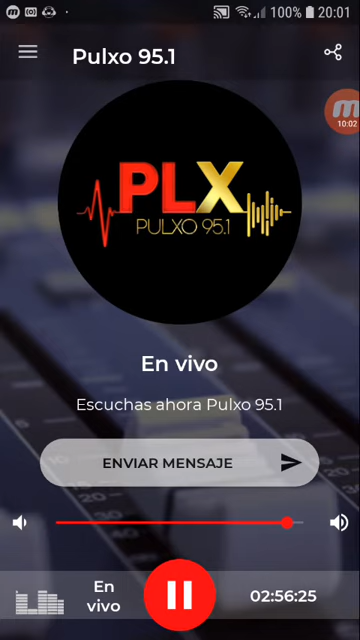 100% 20:01
Pulxo 95.1
10:02
PLX
PULXO 95.1
En vivo
Escuchas ahora Pulxo 95.1
ENVIAR MENSAJE
En
vivo
02:56:25